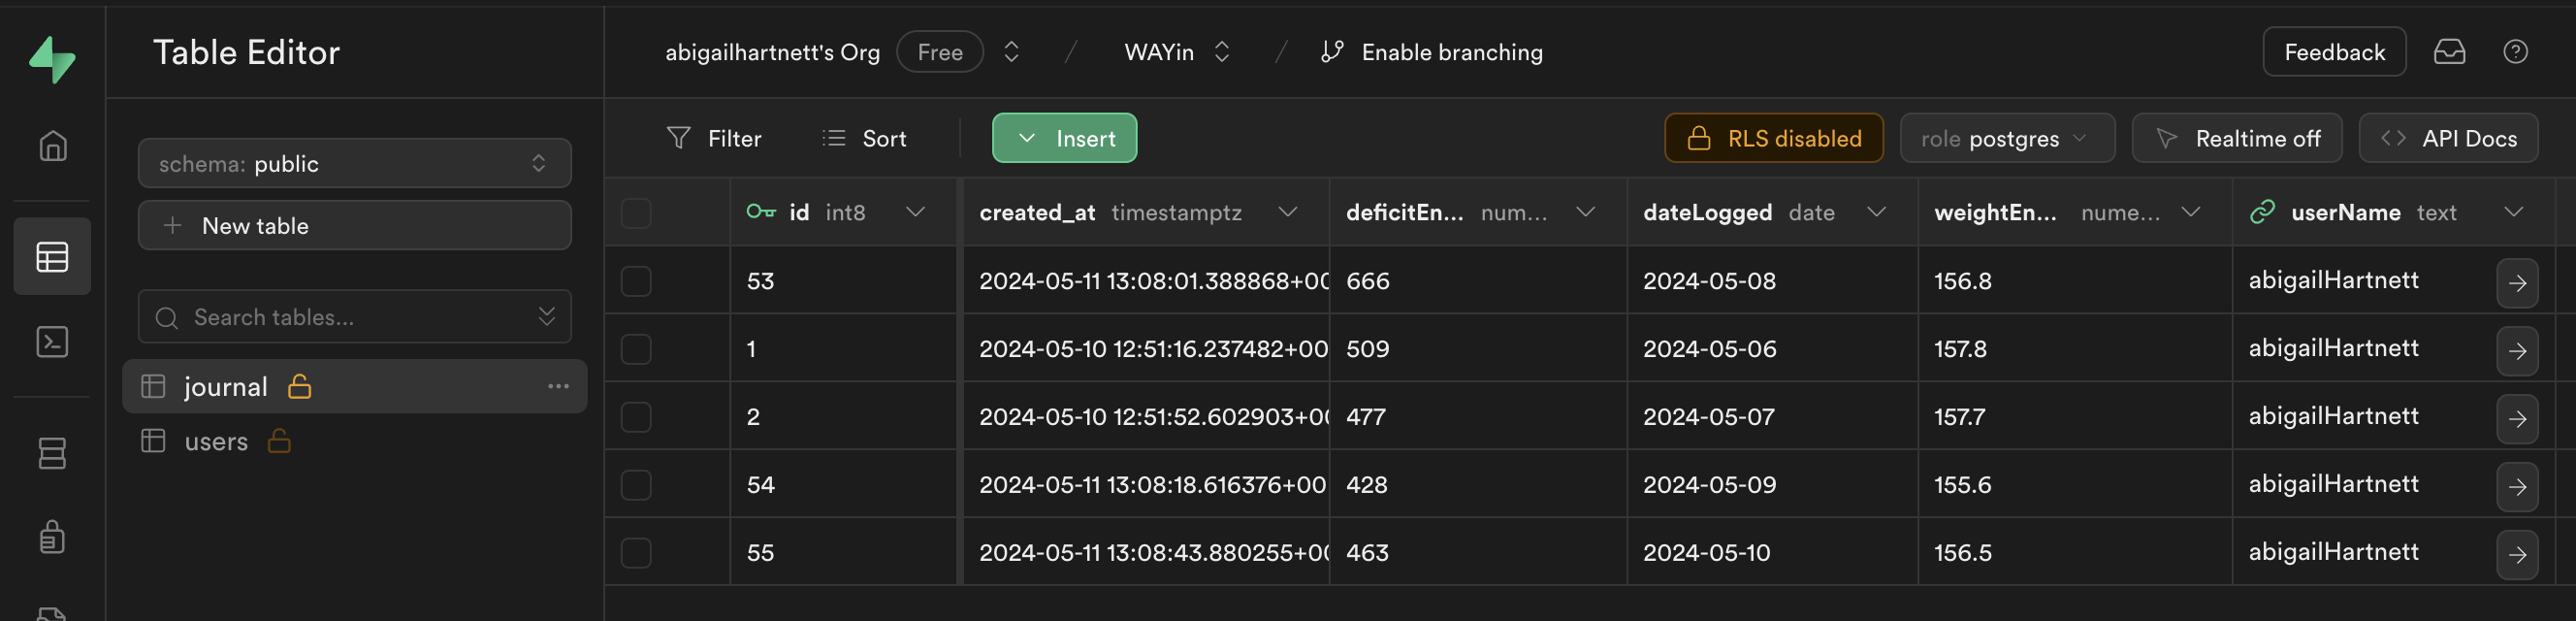 Table Editor
abigailhartnett's Org Free / WAYin / Enable branching Feedback
schema: public
New table
Search tables...
journal
users
Filter Sort Insert RLS disabled role postgres Realtime off API Docs
id int8 created_at timestamptz deficitEn... num... dateLogged date weightEn... nume... userName text
53 2024-05-11 13:08:01.388868+00 666 2024-05-08 156.8 abigailHartnett
1 2024-05-10 12:51:16.237482+00 509 2024-05-06 157.8 abigailHartnett
2 2024-05-10 12:51:52.602903+00 477 2024-05-07 157.7 abigailHartnett
54 2024-05-11 13:08:18.616376+00 428 2024-05-09 155.6 abigailHartnett
55 2024-05-11 13:08:43.880255+00 463 2024-05-10 156.5 abigailHartnett